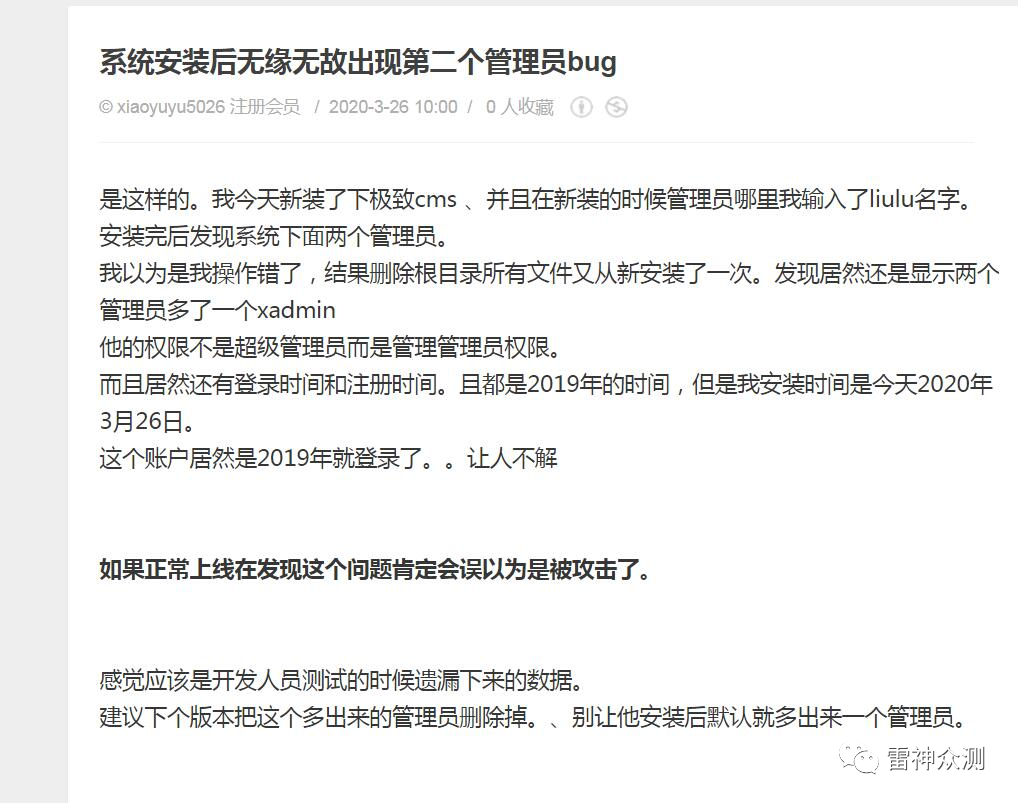 系统安装后无缘无故出现第二个管理员bug
© xiaoyuyu5026 注册会员 / 2020-3-26 10:00 / 0 人收藏
是这样的。我今天新装了下极致cms 、并且在新装的时候管理员哪里我输入了liulu名字。
安装完后发现系统下面两个管理员。
我以为是我操作错了，结果删除根目录所有文件又从新安装了一次。发现居然还是显示两个
管理员多了一个xadmin
他的权限不是超级管理员而是管理管理员权限。
而且居然还有登录时间和注册时间。且都是2019年的时间，但是我安装时间是今天2020年
3月26日。
这个账户居然是2019年就登录了。。让人不解
如果正常上线在发现这个问题肯定会误以为是被攻击了。
感觉应该是开发人员测试的时候遗漏下来的数据。
建议下个版本把这个多出来的管理员删除掉。、别让他安装后默认就多出来一个管理员。
雷神众测